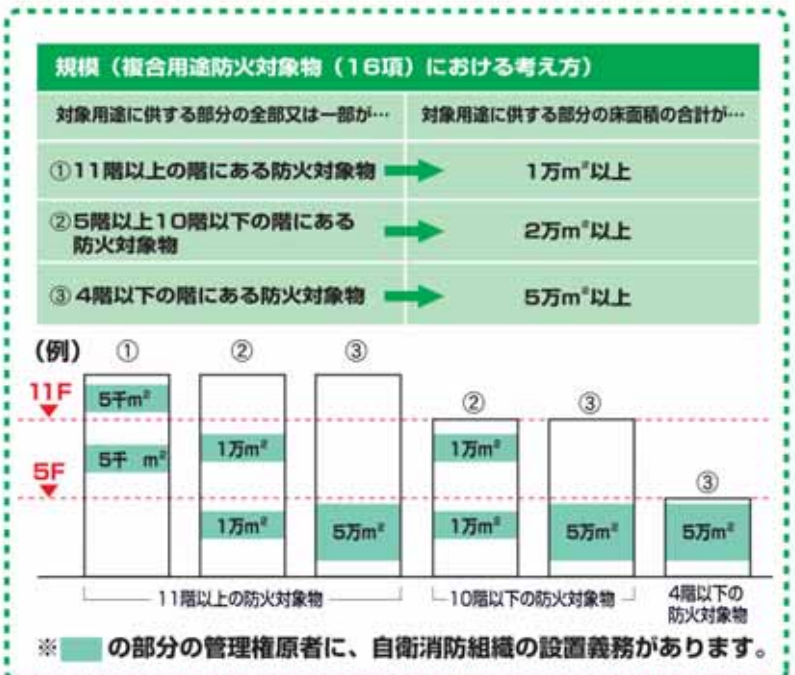 規模（複合用途防火対象物（16項）における考え方）
対象用途に供する部分の全部又は一部が… 対象用途に供する部分の床面積の合計が…
①11階以上の階にある防火対象物 1万m²以上
②5階以上10階以下の階にある
防火対象物 2万m²以上
③4階以下の階にある防火対象物 5万m²以上
（例） ① ② ③
11F 5千m² ② ③
5千 m² 1万m² 1万m²
5F ③
1万m² 5万m² 1万m² 5万m² 5万m²
11階以上の防火対象物 10階以下の防火対象物 4階以下の
防火対象物
※ の部分の管理権原者に、自衛消防組織の設置義務があります。